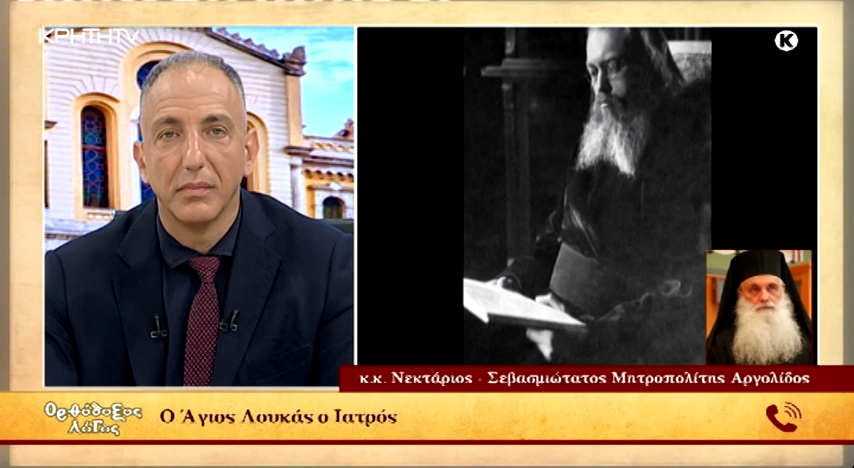 ΚΡΗΤΗTV
K
κ.κ. Νεκτάριος - Σεβασμιώτατος Μητροπολίτης Αργολίδος
Ορθόδοξος
Λόγος
Ο Άγιος Λουκάς ο Ιατρός